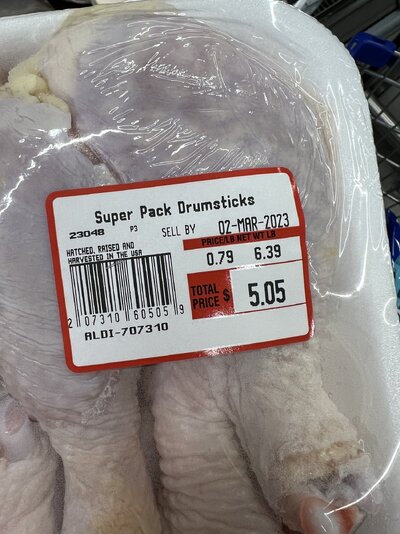 Super Pack Drumsticks
23048 P3 SELL BY 02-MAR-2023
HATCHED, RAISED AND
HARVESTED IN THE USA
PRICE/LB NET WT LB
0.79 6.39
TOTAL
PRICE $ 5.05
2 07310 60505 9
ALDI-707310